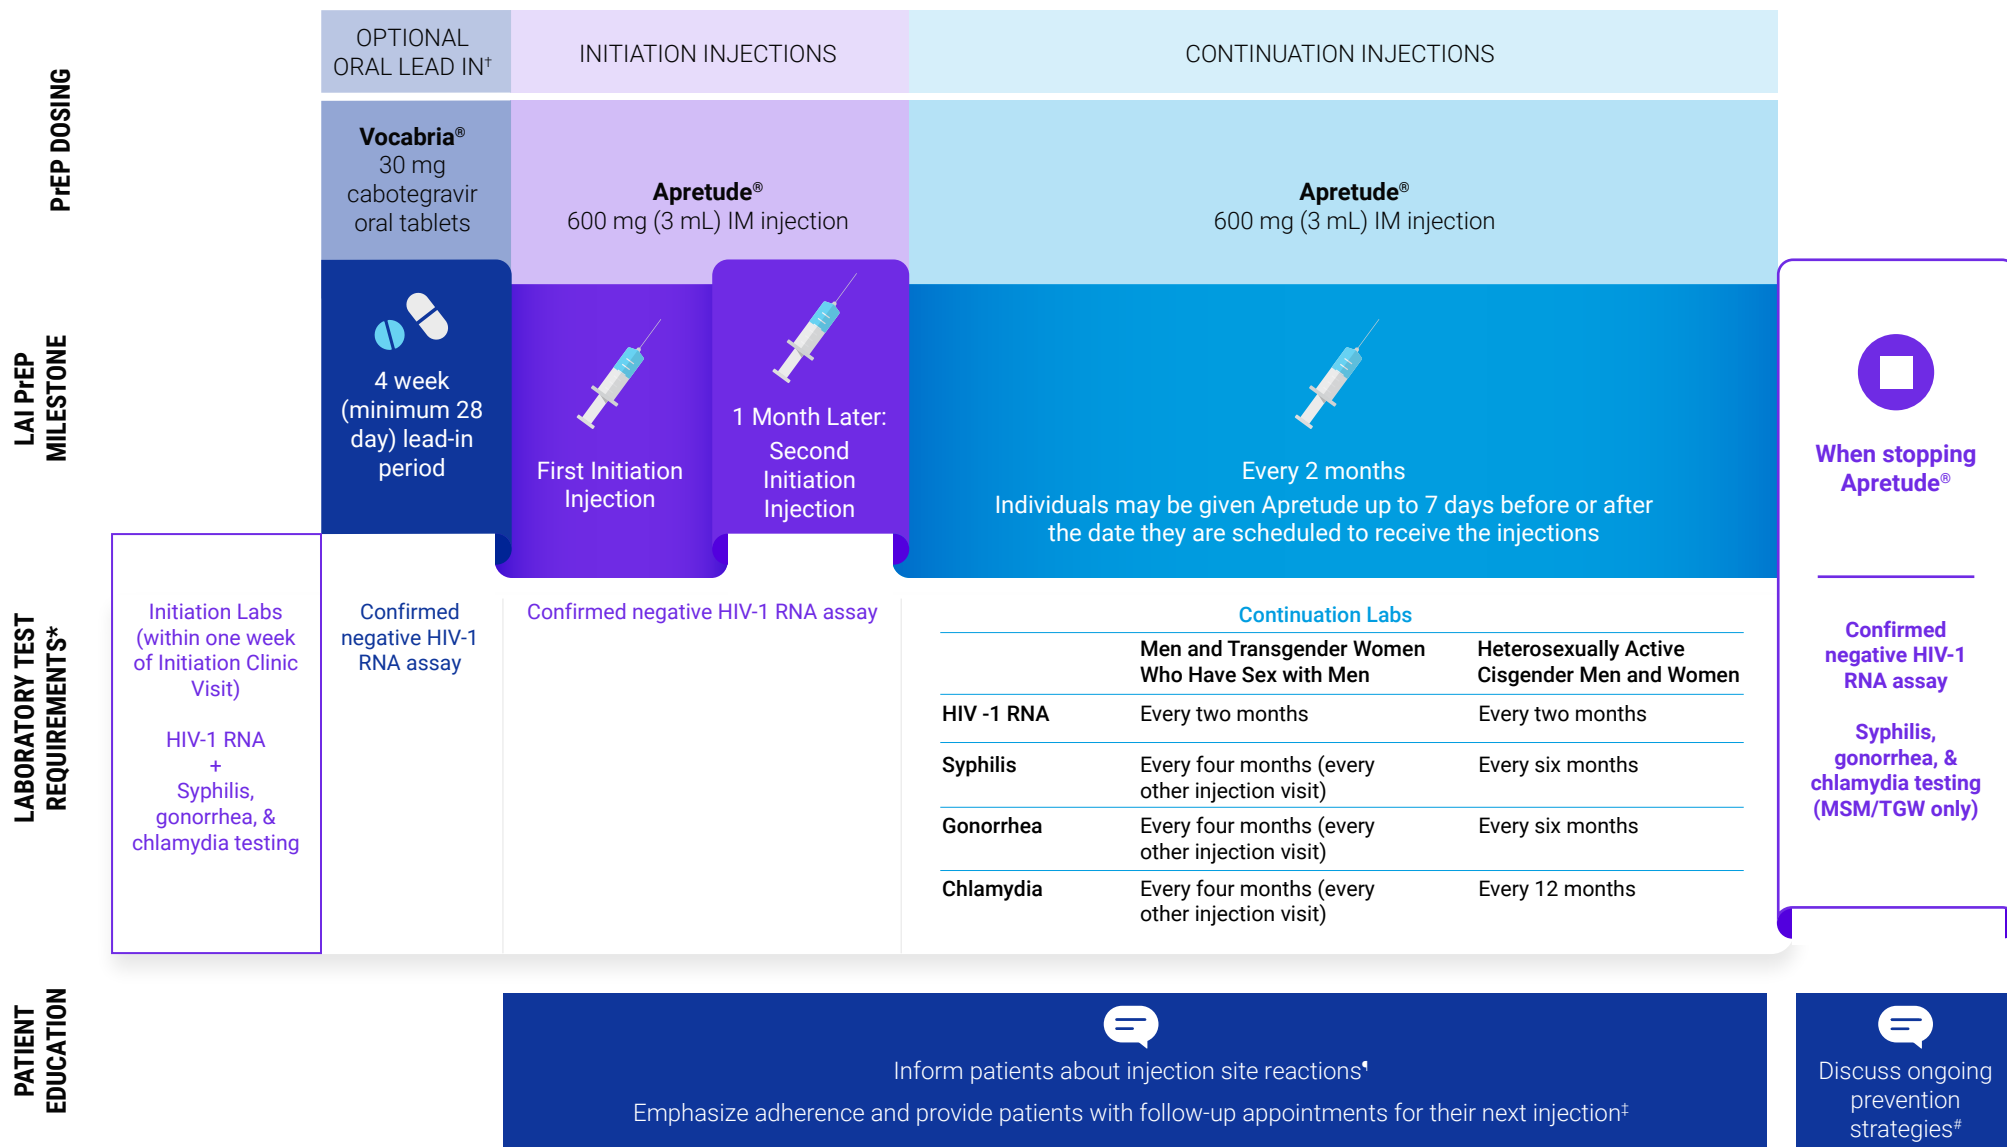 PrEP DOSING
OPTIONAL
ORAL LEAD IN†
INITIATION INJECTIONS
CONTINUATION INJECTIONS
Vocabria®
30 mg
cabotegravir
oral tablets
Apretude®
600 mg (3 mL) IM injection
Apretude®
600 mg (3 mL) IM injection
LAI PrEP
MILESTONE
4 week
(minimum 28
day) lead-in
period
First Initiation
Injection
1 Month Later:
Second
Initiation
Injection
Every 2 months
Individuals may be given Apretude up to 7 days before or after
the date they are scheduled to receive the injections
When stopping
Apretude®
LABORATORY TEST
REQUIREMENTS*
Initiation Labs
(within one week
of Initiation Clinic
Visit)
HIV-1 RNA
+
Syphilis,
gonorrhea, &
chlamydia testing
Confirmed
negative HIV-1
RNA assay
Confirmed negative HIV-1 RNA assay
Continuation Labs
Men and Transgender Women
Who Have Sex with Men
Heterosexually Active
Cisgender Men and Women
HIV -1 RNA
Every two months
Every two months
Syphilis
Every four months (every
other injection visit)
Every six months
Gonorrhea
Every four months (every
other injection visit)
Every six months
Chlamydia
Every four months (every
other injection visit)
Every 12 months
Confirmed
negative HIV-1
RNA assay
Syphilis,
gonorrhea, &
chlamydia testing
(MSM/TGW only)
PATIENT
EDUCATION
Inform patients about injection site reactions¶
Emphasize adherence and provide patients with follow-up appointments for their next injection‡
Discuss ongoing
prevention
strategies#